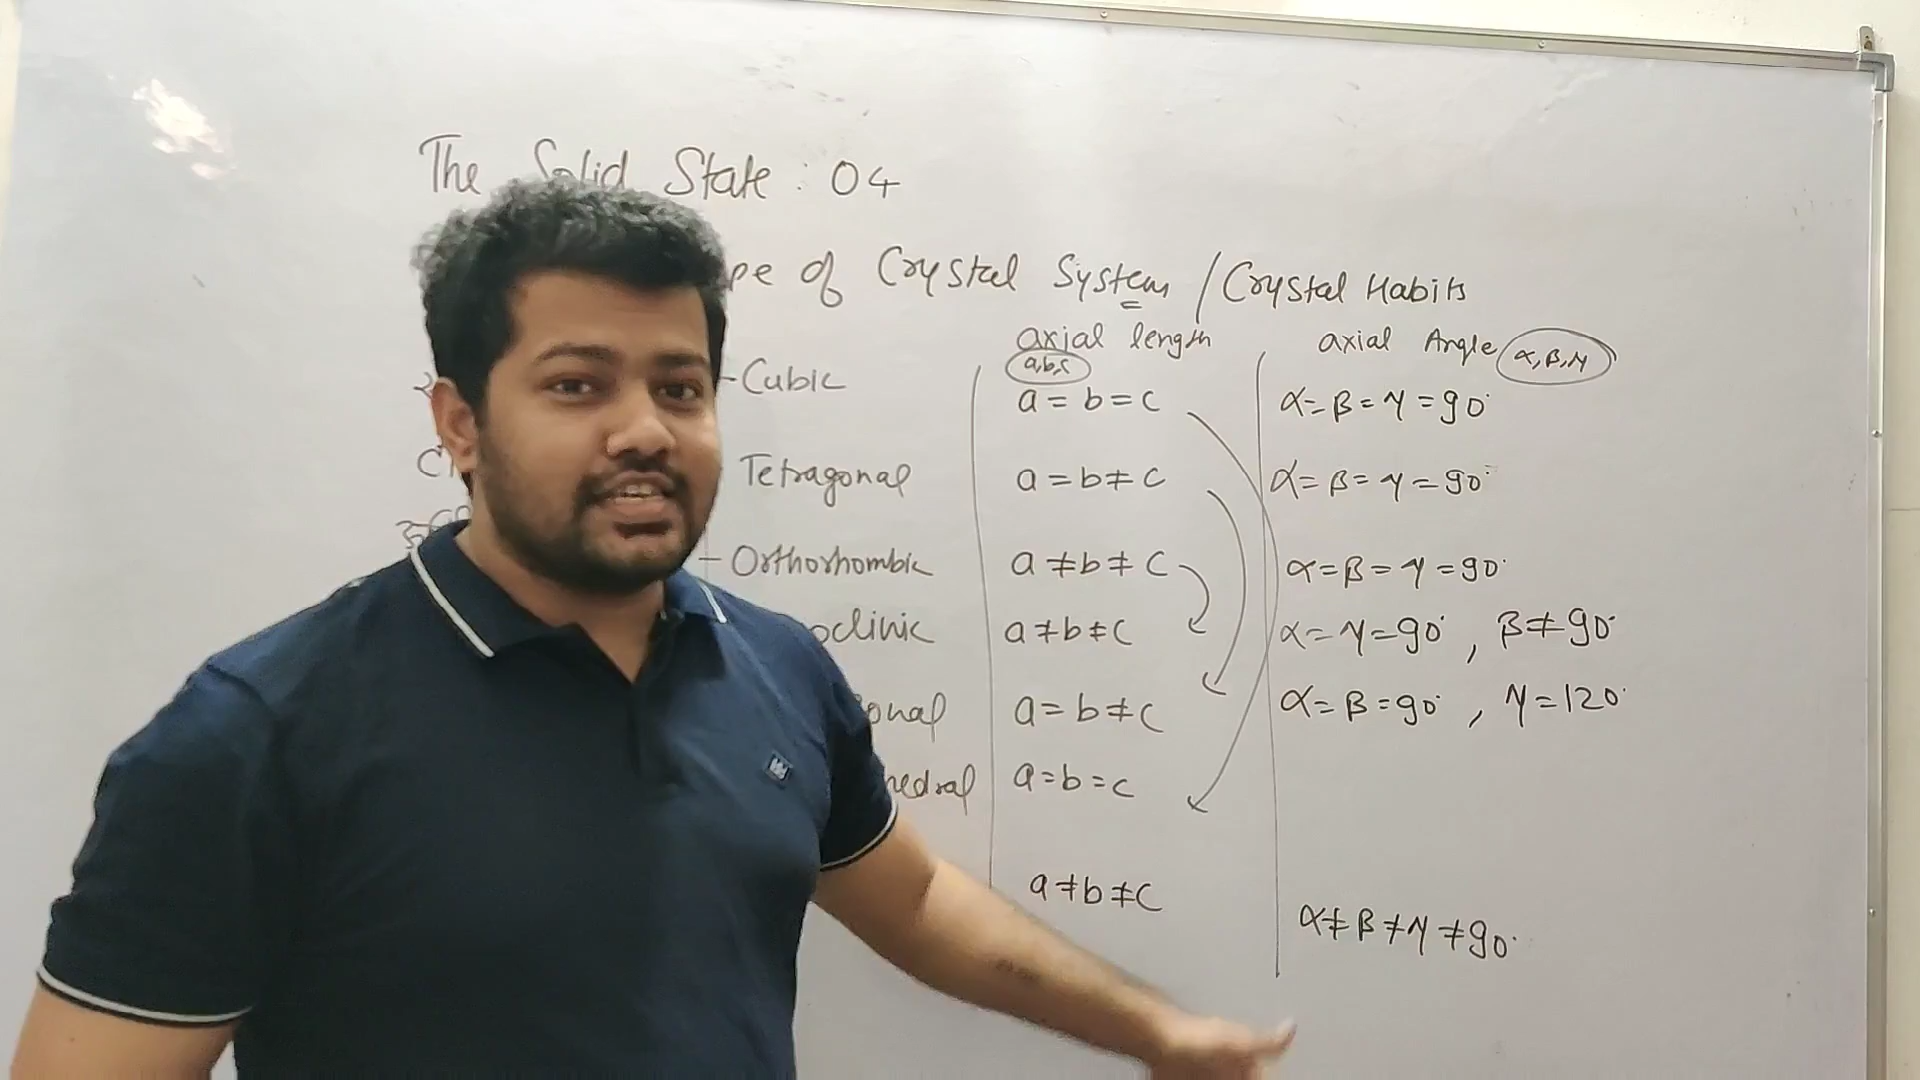 The Solid State : 04
pe of Crystal System / Crystal Habits
axial length axial Angle α,β,γ
a,b,c
Cubic a = b = c α = β = γ = 90°
Tetragonal a = b ≠ c α = β = γ = 90°
Orthorhombic a ≠ b ≠ c α = β = γ = 90°
oclinic a ≠ b ≠ c α = γ = 90° , β ≠ 90°
onal a = b ≠ c α = β = 90° , γ = 120°
hedral a = b = c
a ≠ b ≠ c α ≠ β ≠ γ ≠ 90°